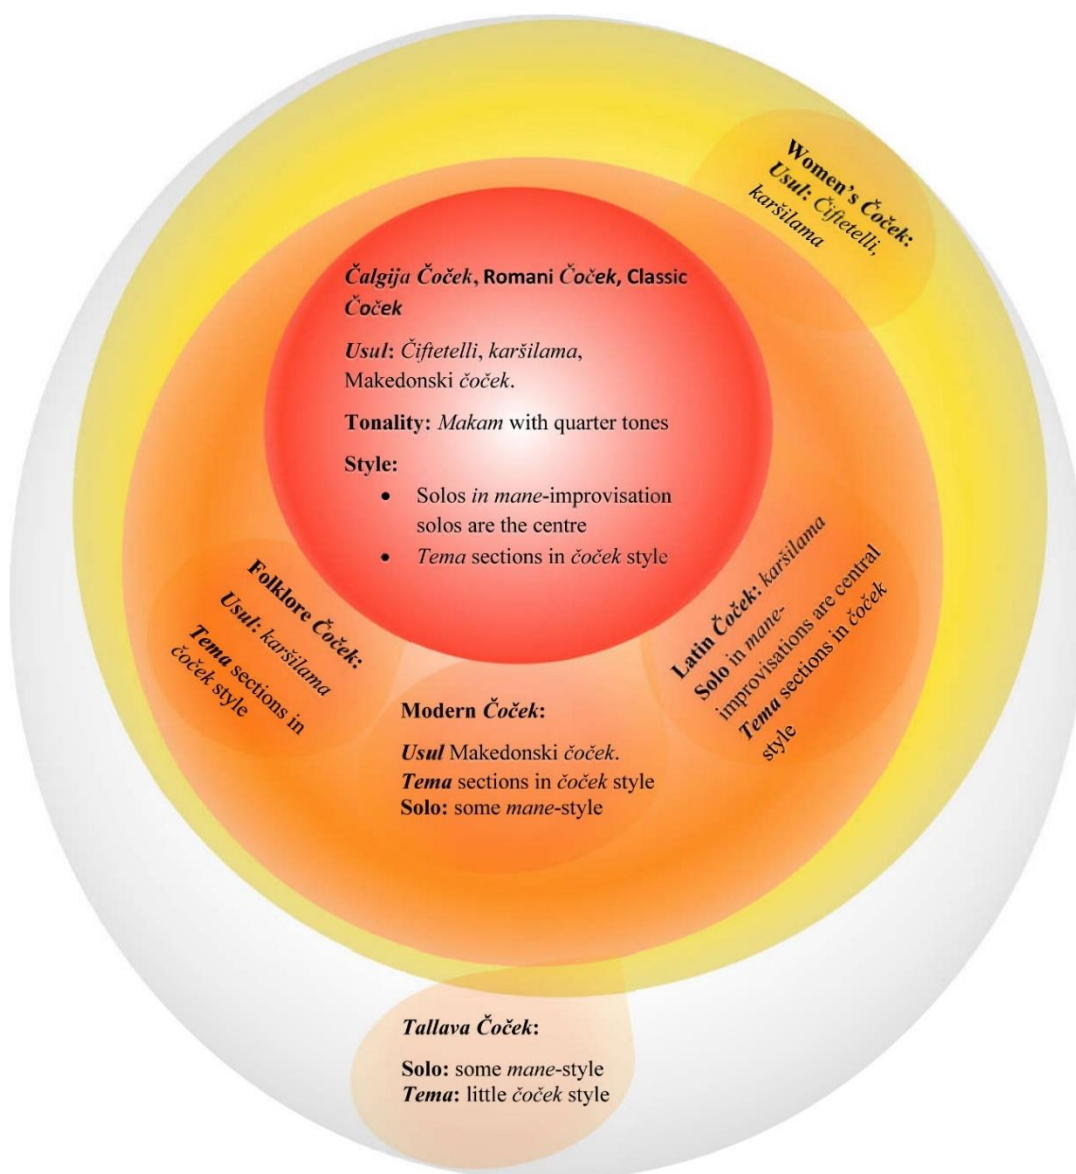 Women's Čoček:
Usul: Čiftetelli,
karšilama
Čalgija Čoček, Romani Čoček, Classic
Čoček
Usul: Čiftetelli, karšilama,
Makedonski čoček.
Tonality: Makam with quarter tones
Style:
• Solos in mane-improvisation
solos are the centre
• Tema sections in čoček style
Folklore Čoček:
Usul: karšilama
Tema sections in
čoček style
Latin Čoček: karšilama
Solo in mane-
improvisations are central
Tema sections in čoček
style
Modern Čoček:
Usul Makedonski čoček.
Tema sections in čoček style
Solo: some mane-style
Tallava Čoček:
Solo: some mane-style
Tema: little čoček style